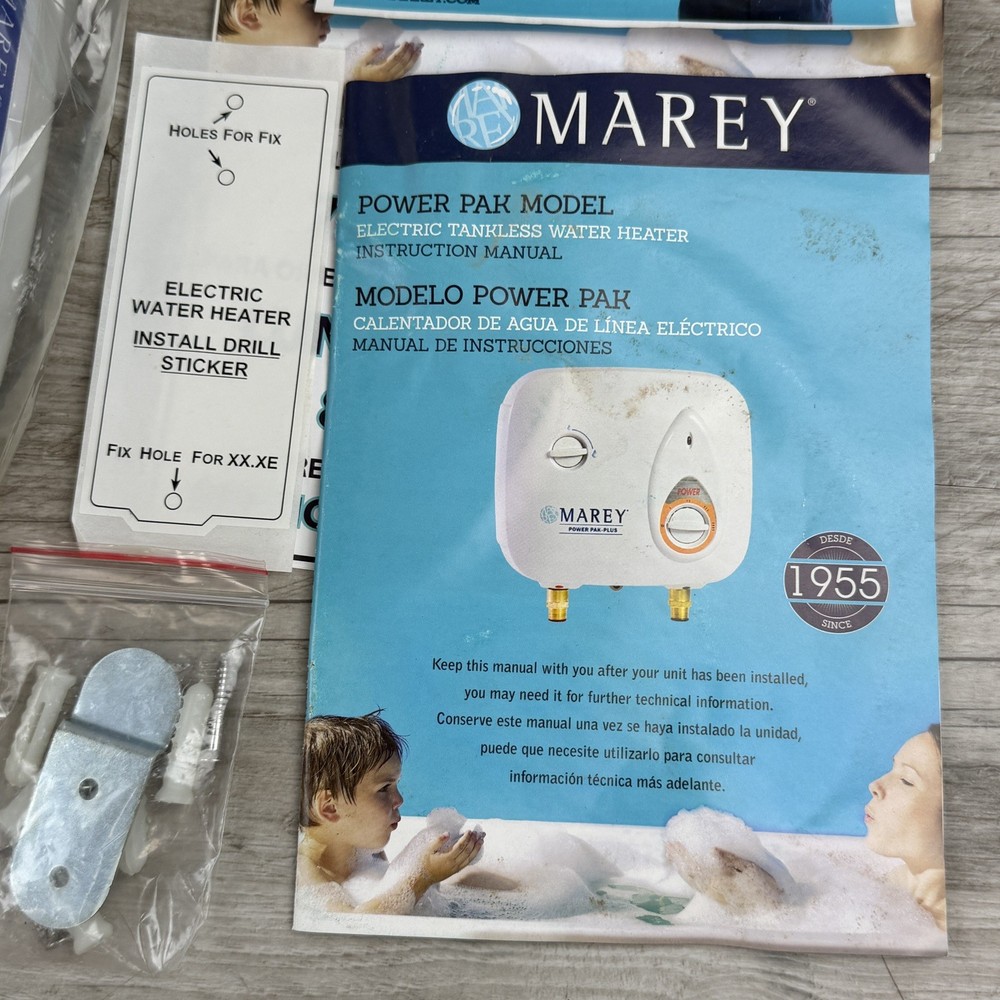 HOLES FOR FIX
ELECTRIC
WATER HEATER
INSTALL DRILL
STICKER
FIX HOLE FOR XX.XE
MAREY®
POWER PAK MODEL
ELECTRIC TANKLESS WATER HEATER
INSTRUCTION MANUAL
MODELO POWER PAK
CALENTADOR DE AGUA DE LÍNEA ELÉCTRICO
MANUAL DE INSTRUCCIONES
POWER
MAREY
POWER PAK-PLUS
DESDE
1955
SINCE
Keep this manual with you after your unit has been installed,
you may need it for further technical information.
Conserve este manual una vez se haya instalado la unidad,
puede que necesite utilizarlo para consultar
información técnica más adelante.